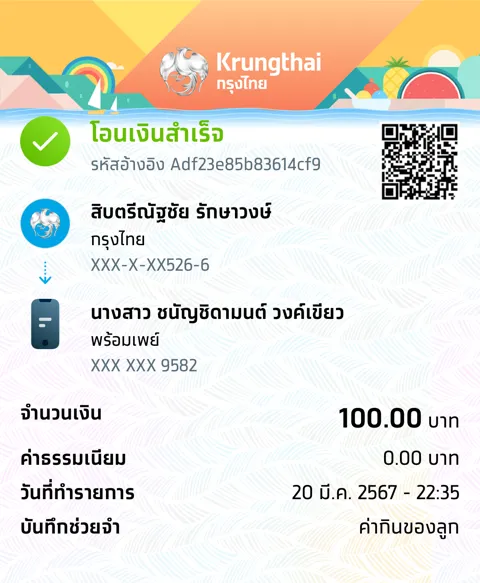 Krungthai
กรุงไทย
โอนเงินสำเร็จ
รหัสอ้างอิง Adf23e85b83614cf9
สิบตรีณัฐชัย รักษาวงษ์
กรุงไทย
XXX-X-XX526-6
นางสาว ชนัญชิดามนต์ วงค์เขียว
พร้อมเพย์
XXX XXX 9582
จำนวนเงิน 100.00 บาท
ค่าธรรมเนียม 0.00 บาท
วันที่ทำรายการ 20 มี.ค. 2567 - 22:35
บันทึกช่วยจำ ค่ากินของลูก